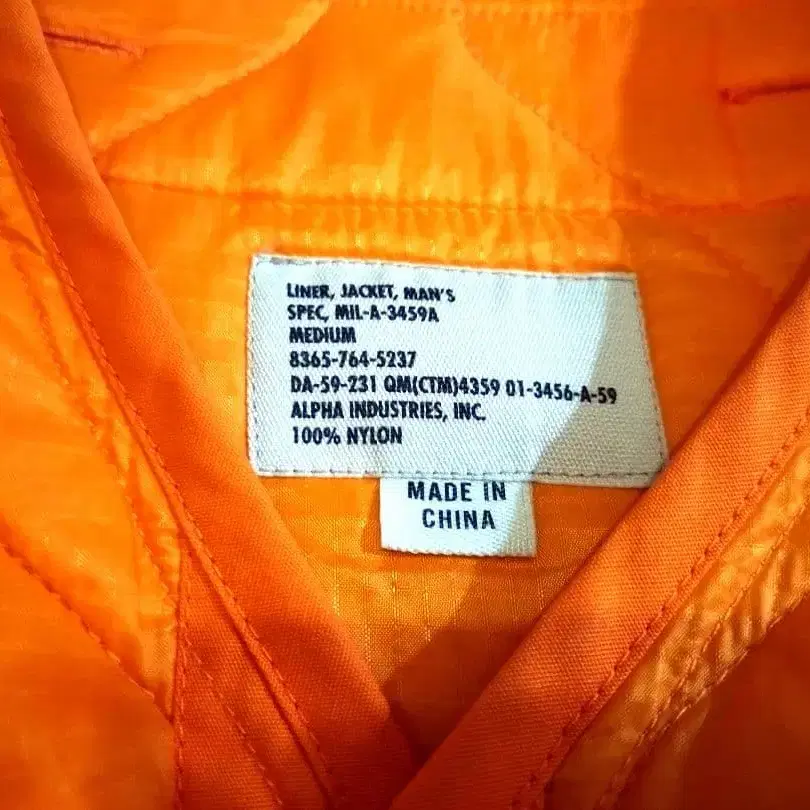 LINER, JACKET, MAN'S
SPEC, MIL-A-3459A
MEDIUM
8365-764-5237
DA-59-231 QM(CTM)4359 01-3456-A-59
ALPHA INDUSTRIES, INC.
100% NYLON
MADE IN
CHINA